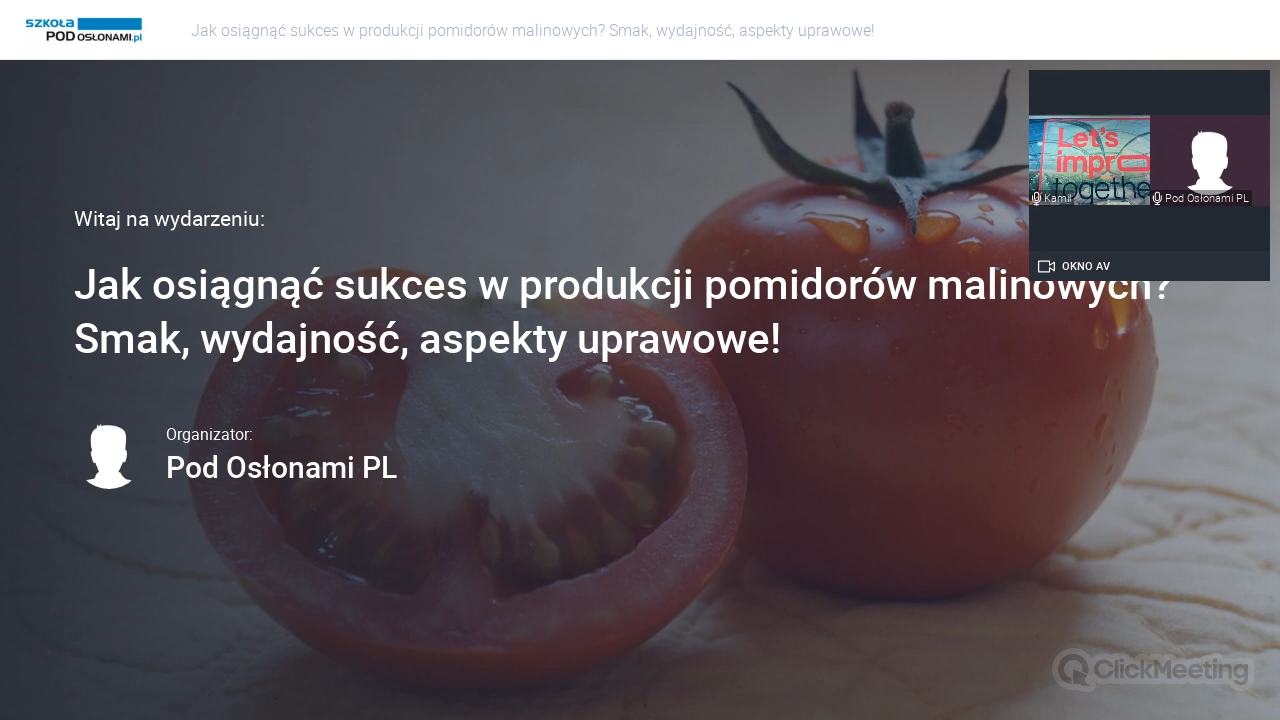 SZKOŁA
POD OSŁONAMI.pl
Jak osiągnąć sukces w produkcji pomidorów malinowych? Smak, wydajność, aspekty uprawowe!
Let's
impro
togethe
Kamil
Pod Osłonami PL
OKNO AV
Witaj na wydarzeniu:
Jak osiągnąć sukces w produkcji pomidorów malinowych?
Smak, wydajność, aspekty uprawowe!
Organizator:
Pod Osłonami PL
ClickMeeting